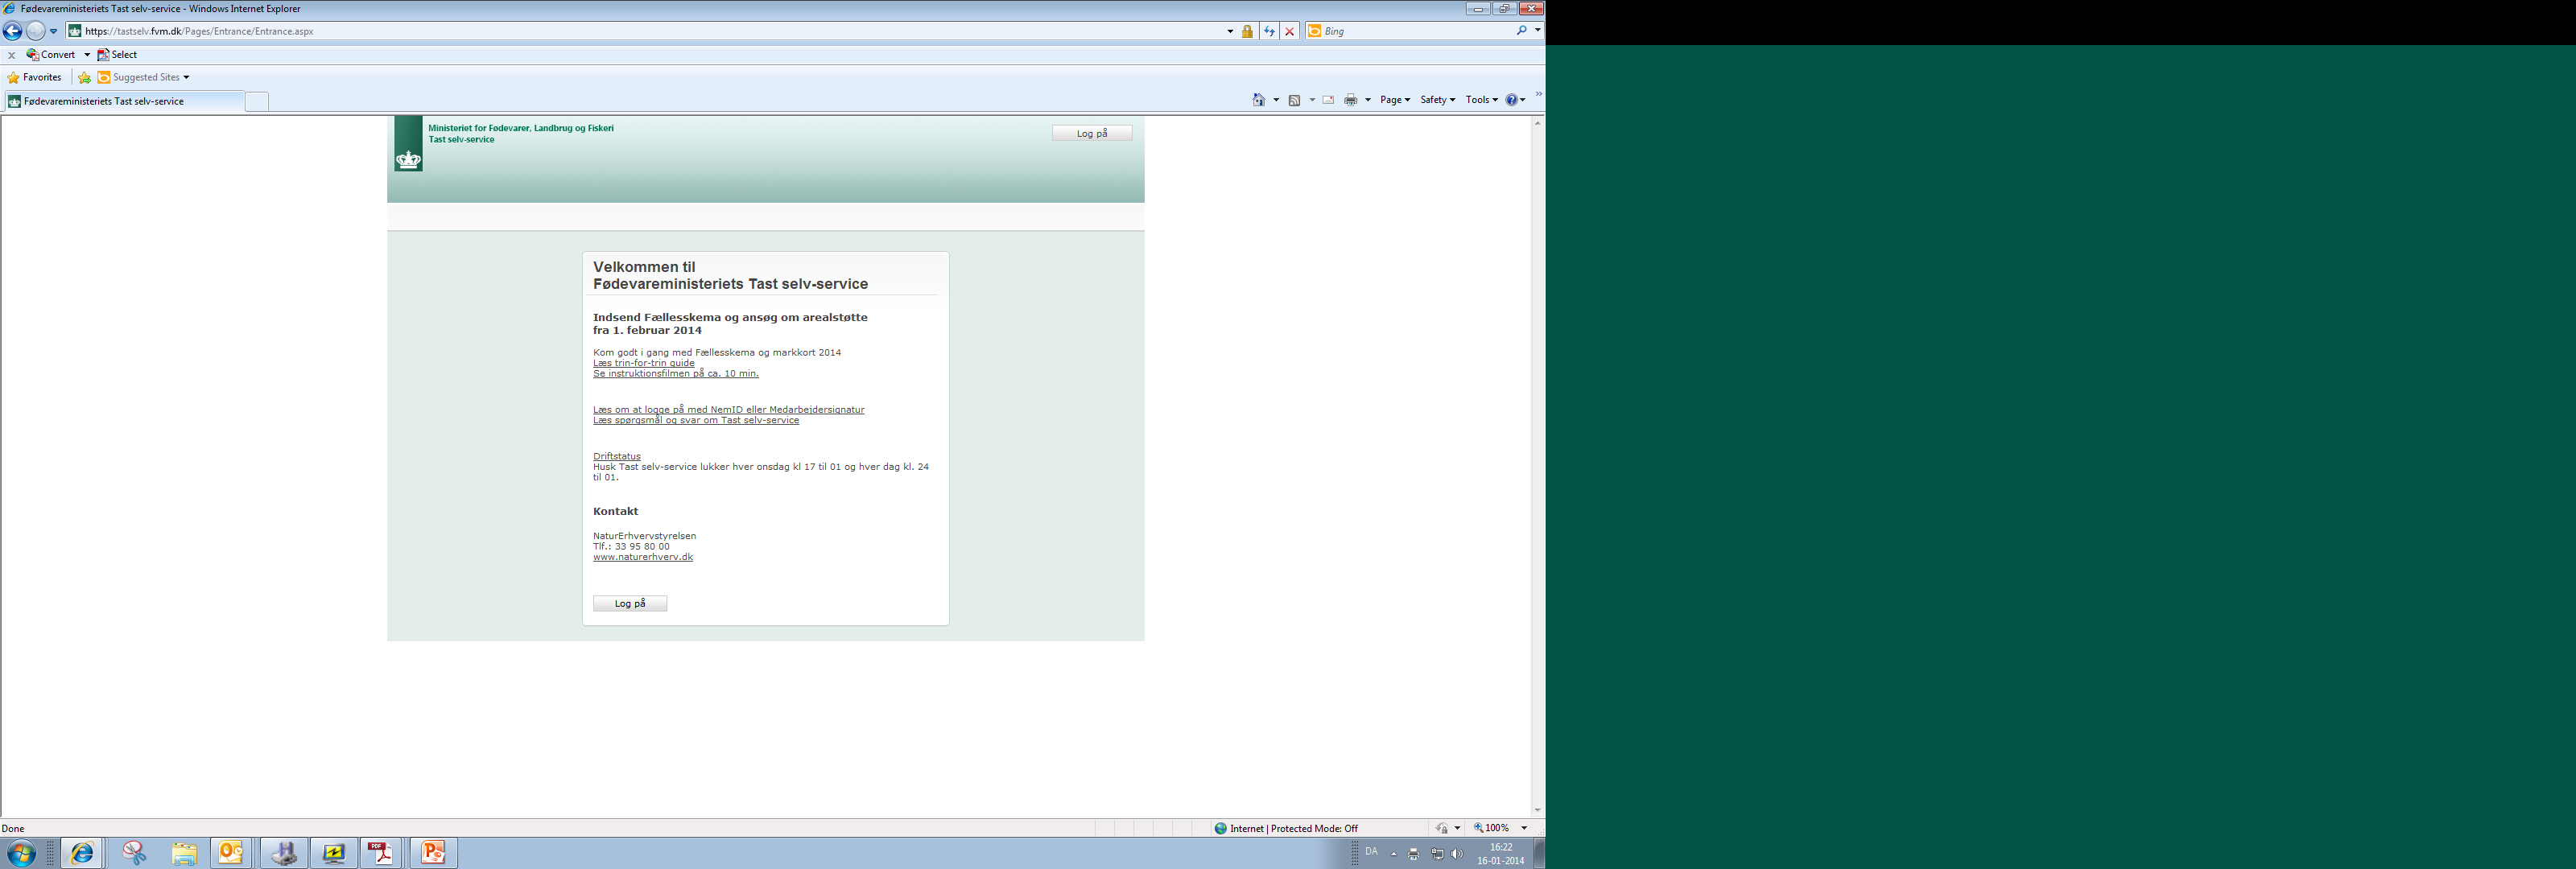 Fødevareministeriets Tast selv-service - Windows Internet Explorer
https://tastselv.fvm.dk/Pages/Entrance/Entrance.aspx
Bing
x Convert Select
Favorites Suggested Sites
Fødevareministeriets Tast selv-service
Page Safety Tools
Ministeriet for Fødevarer, Landbrug og Fiskeri
Tast selv-service
Log på
Velkommen til
Fødevareministeriets Tast selv-service
Indsend Fællesskema og ansøg om arealstøtte
fra 1. februar 2014
Kom godt i gang med Fællesskema og markkort 2014
Læs trin-for-trin guide
Se instruktionsfilmen på ca. 10 min.
Læs om at logge på med NemID eller Medarbejdersignatur
Læs spørgsmål og svar om Tast selv-service
Driftstatus
Husk Tast selv-service lukker hver onsdag kl 17 til 01 og hver dag kl. 24
til 01.
Kontakt
NaturErhvervstyrelsen
Tlf.: 33 95 80 00
www.naturerhverv.dk
Log på
Done
Internet | Protected Mode: Off
100%
PDF
DA
16:22
16-01-2014